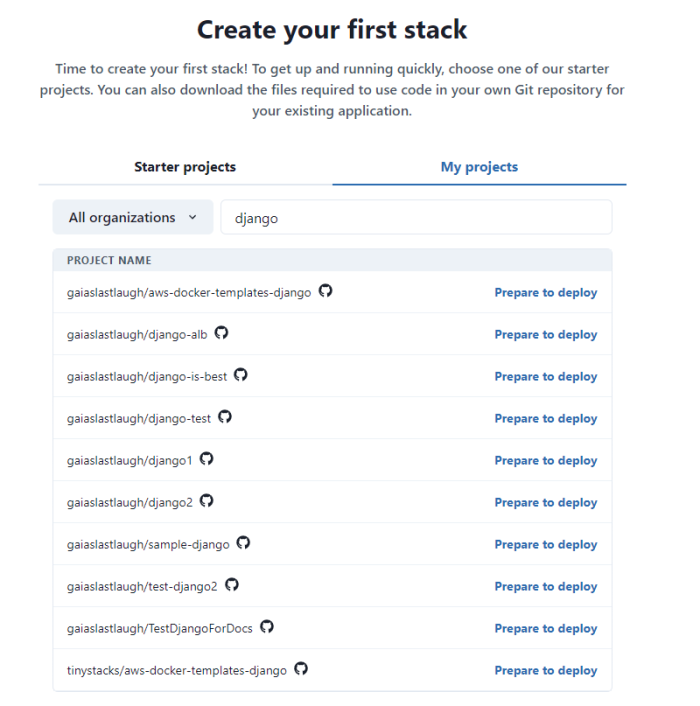 Create your first stack
Time to create your first stack! To get up and running quickly, choose one of our starter
projects. You can also download the files required to use code in your own Git repository for
your existing application.
Starter projects
My projects
All organizations
django
PROJECT NAME
gaiaslastlaugh/aws-docker-templates-django Prepare to deploy
gaiaslastlaugh/django-alb Prepare to deploy
gaiaslastlaugh/django-is-best Prepare to deploy
gaiaslastlaugh/django-test Prepare to deploy
gaiaslastlaugh/django1 Prepare to deploy
gaiaslastlaugh/django2 Prepare to deploy
gaiaslastlaugh/sample-django Prepare to deploy
gaiaslastlaugh/test-django2 Prepare to deploy
gaiaslastlaugh/TestDjangoForDocs Prepare to deploy
tinystacks/aws-docker-templates-django Prepare to deploy